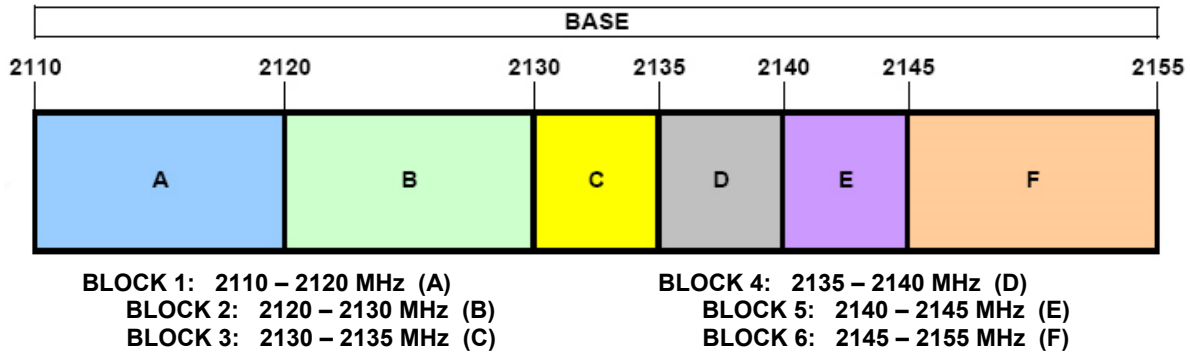 BASE
2110 2120 2130 2135 2140 2145 2155
A B C D E F
BLOCK 1: 2110 – 2120 MHz (A)
BLOCK 2: 2120 – 2130 MHz (B)
BLOCK 3: 2130 – 2135 MHz (C)
BLOCK 4: 2135 – 2140 MHz (D)
BLOCK 5: 2140 – 2145 MHz (E)
BLOCK 6: 2145 – 2155 MHz (F)